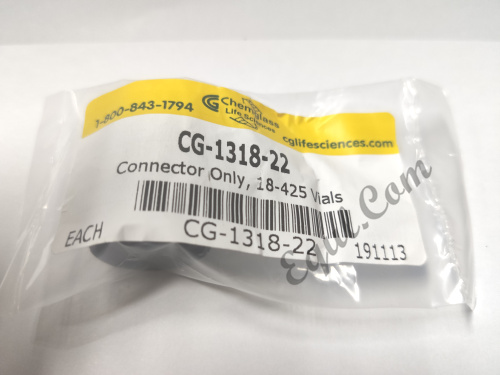 1-800-843-1794
Chemglass
Life Sciences
cglifesciences.com
CG-1318-22
Connector Only, 18-425 Vials
EACH
CG-1318-22
191113
Equi.Com